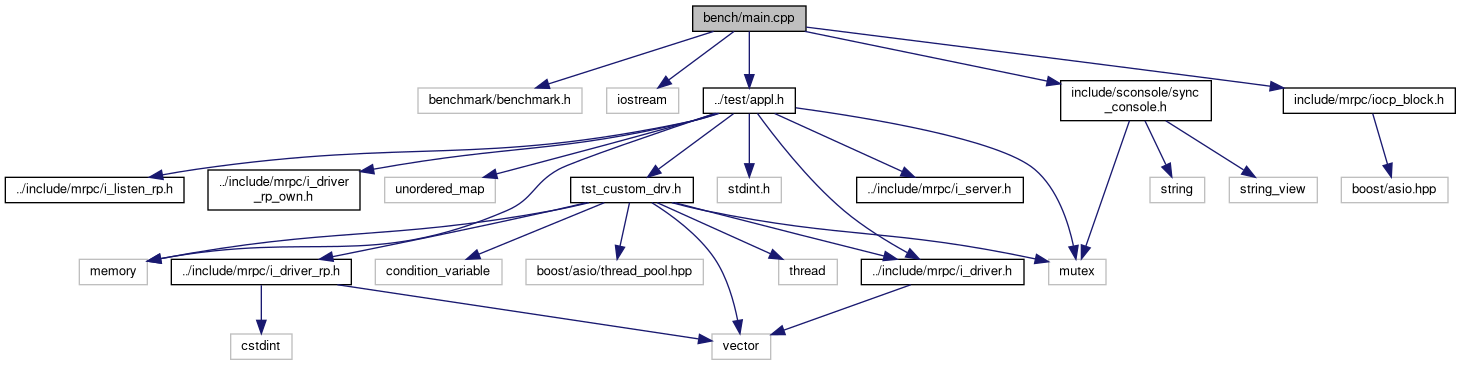 bench/main.cpp
benchmark/benchmark.h
iostream
../test/appl.h
include/sconsole/sync
_console.h
include/mrpc/iocp_block.h
../include/mrpc/i_listen_rp.h
../include/mrpc/i_driver
_rp_own.h
unordered_map
tst_custom_drv.h
stdint.h
../include/mrpc/i_server.h
string
string_view
boost/asio.hpp
memory
../include/mrpc/i_driver_rp.h
condition_variable
boost/asio/thread_pool.hpp
thread
../include/mrpc/i_driver.h
mutex
cstdint
vector